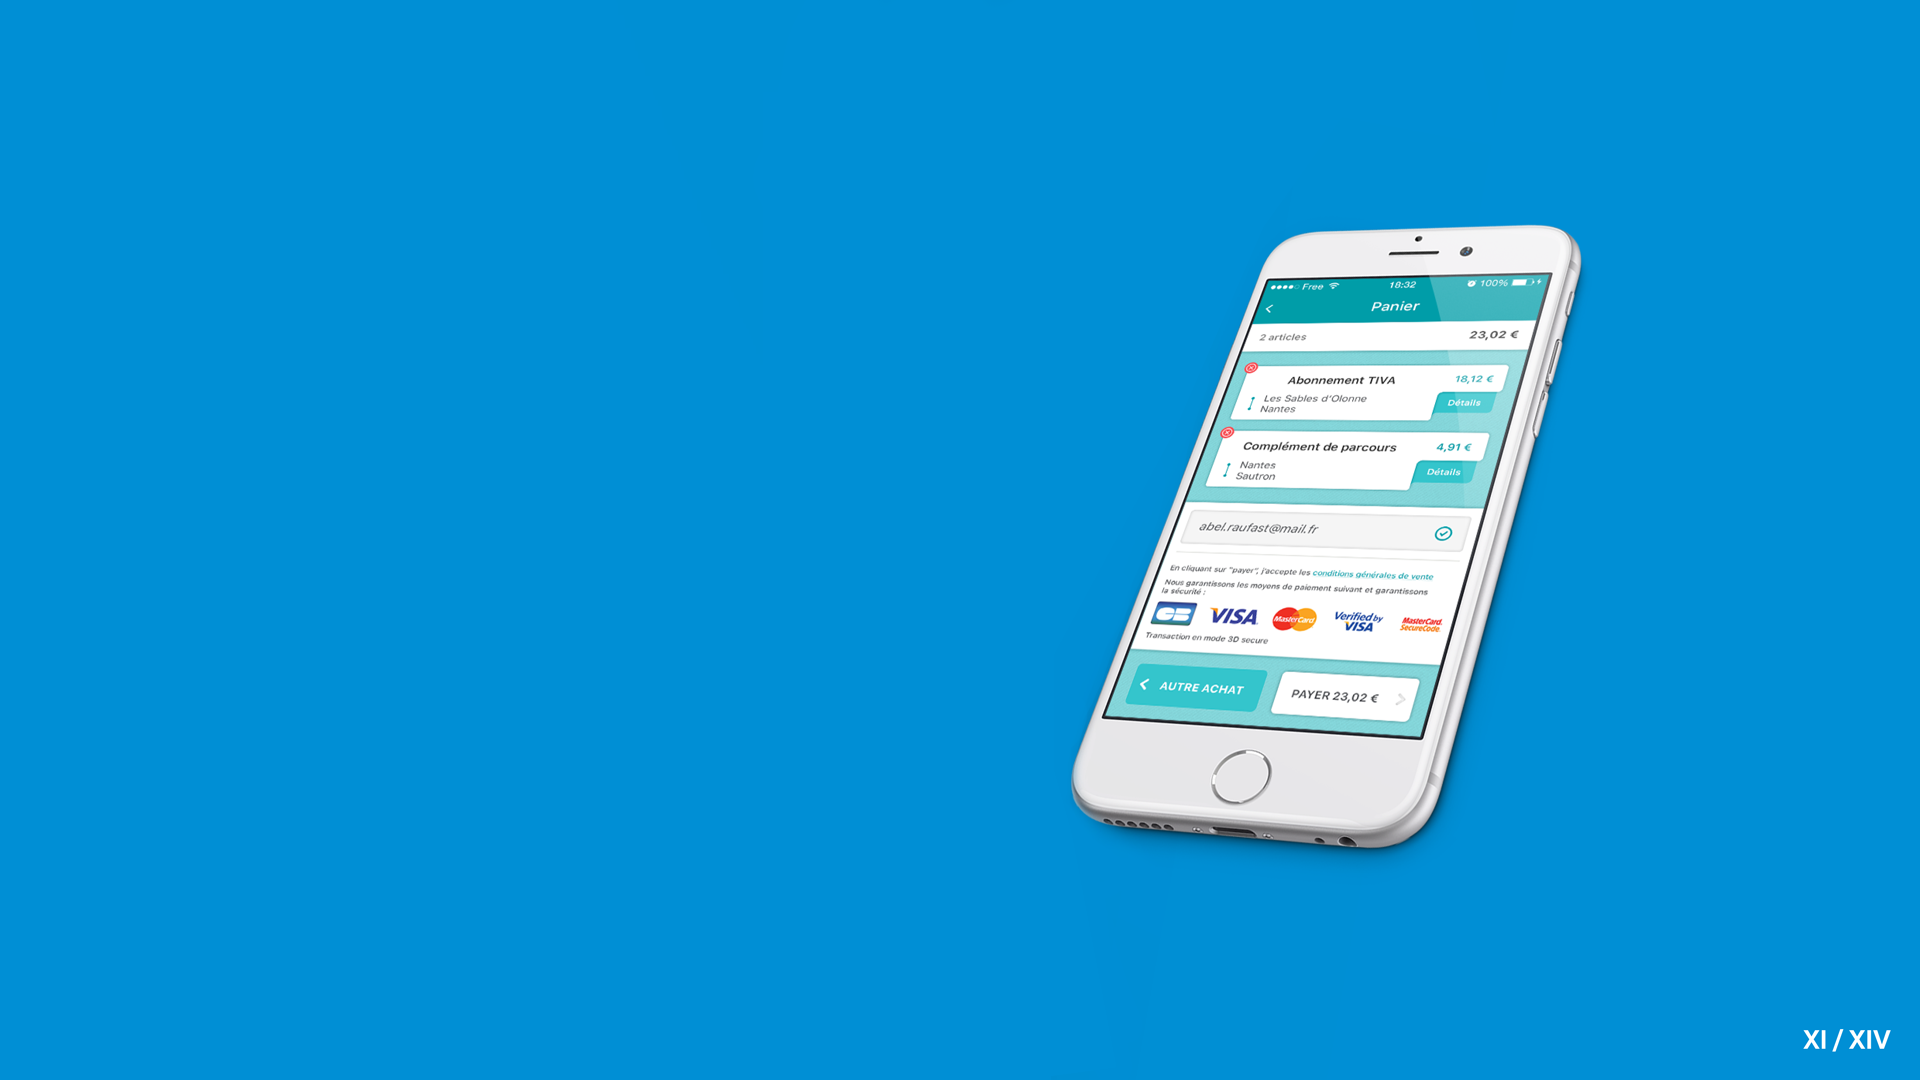 Free 18:32 100%
Panier
2 articles 23,02 €
Abonnement TIVA 18,12 €
Les Sables d'Olonne
Nantes
Détails
Complément de parcours 4,91 €
Nantes
Sautron
Détails
abel.raufast@mail.fr
En cliquant sur "payer", j'accepte les conditions générales de vente
Nous garantissons les moyens de paiement suivant et garantissons
la sécurité :
CB VISA MasterCard Verified by VISA MasterCard. SecureCode.
Transaction en mode 3D secure
AUTRE ACHAT PAYER 23,02 €
XI / XIV